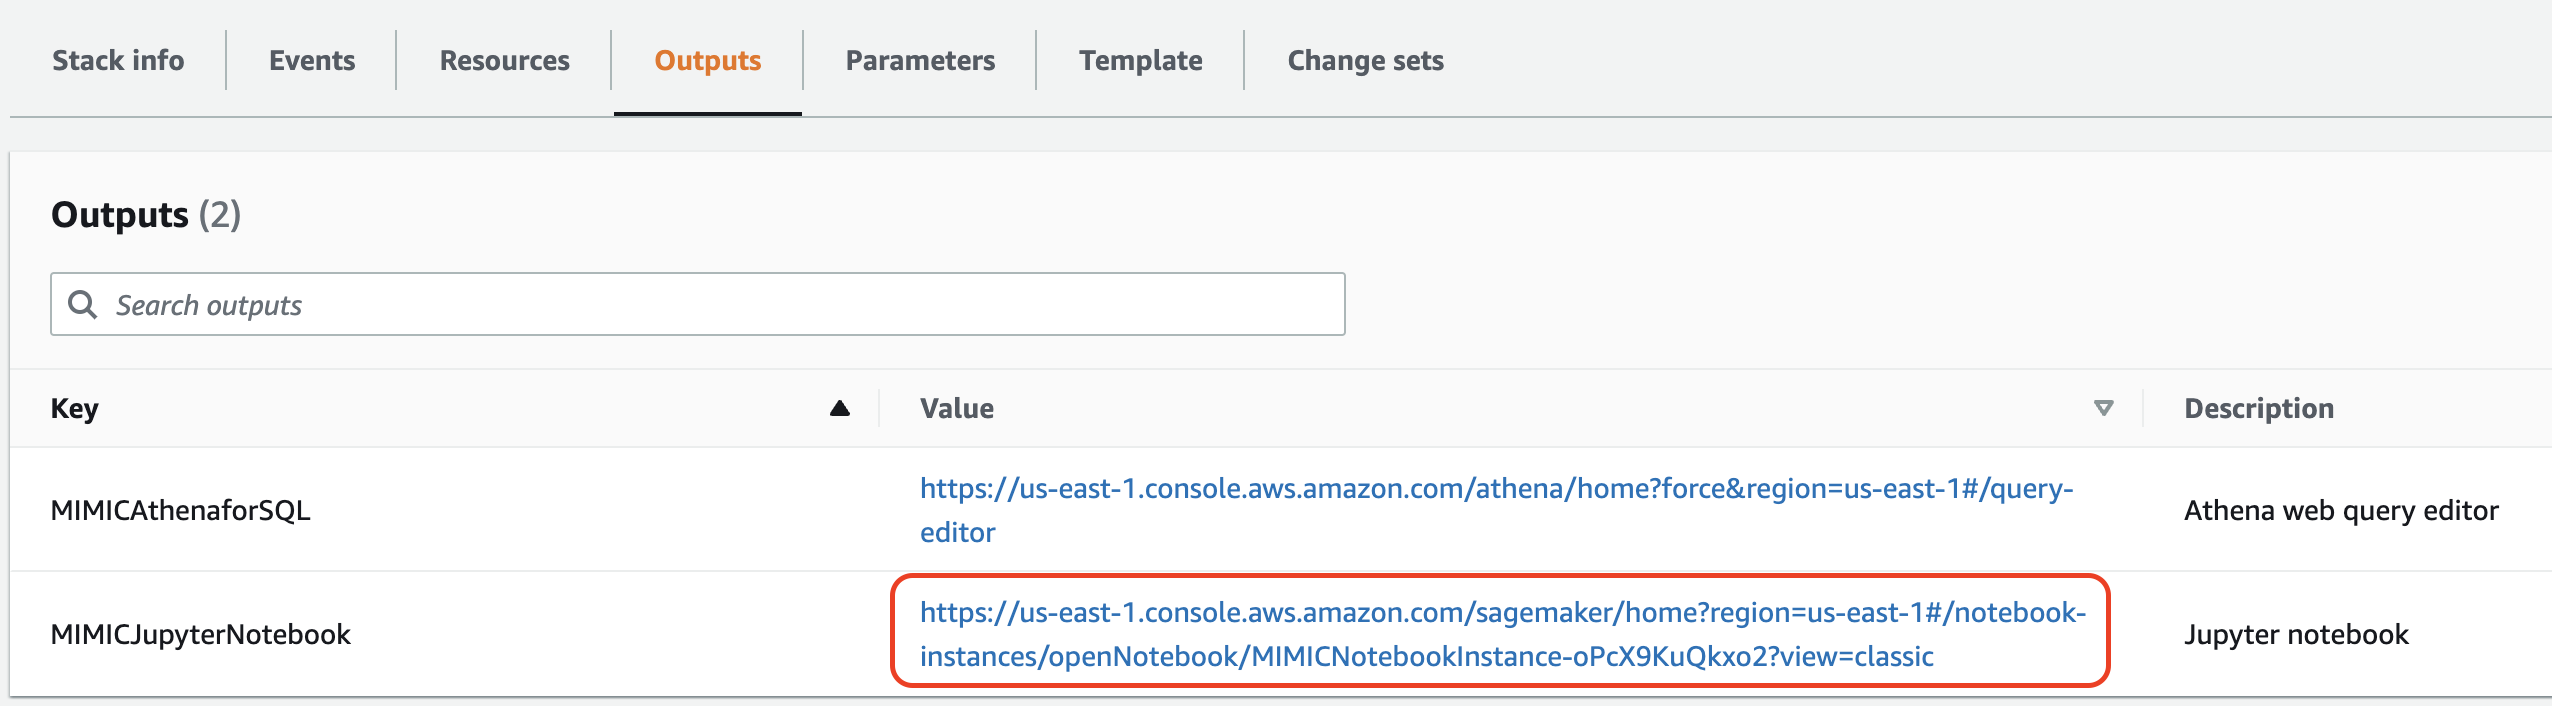 Stack info
Events
Resources
Outputs
Parameters
Template
Change sets
Outputs (2)
Search outputs
Key
Value
Description
MIMICAthenaforSQL
https://us-east-1.console.aws.amazon.com/athena/home?force&region=us-east-1#/query-
editor
Athena web query editor
MIMICJupyterNotebook
https://us-east-1.console.aws.amazon.com/sagemaker/home?region=us-east-1#/notebook-
instances/openNotebook/MIMICNotebookInstance-oPcX9KuQkxo2?view=classic
Jupyter notebook